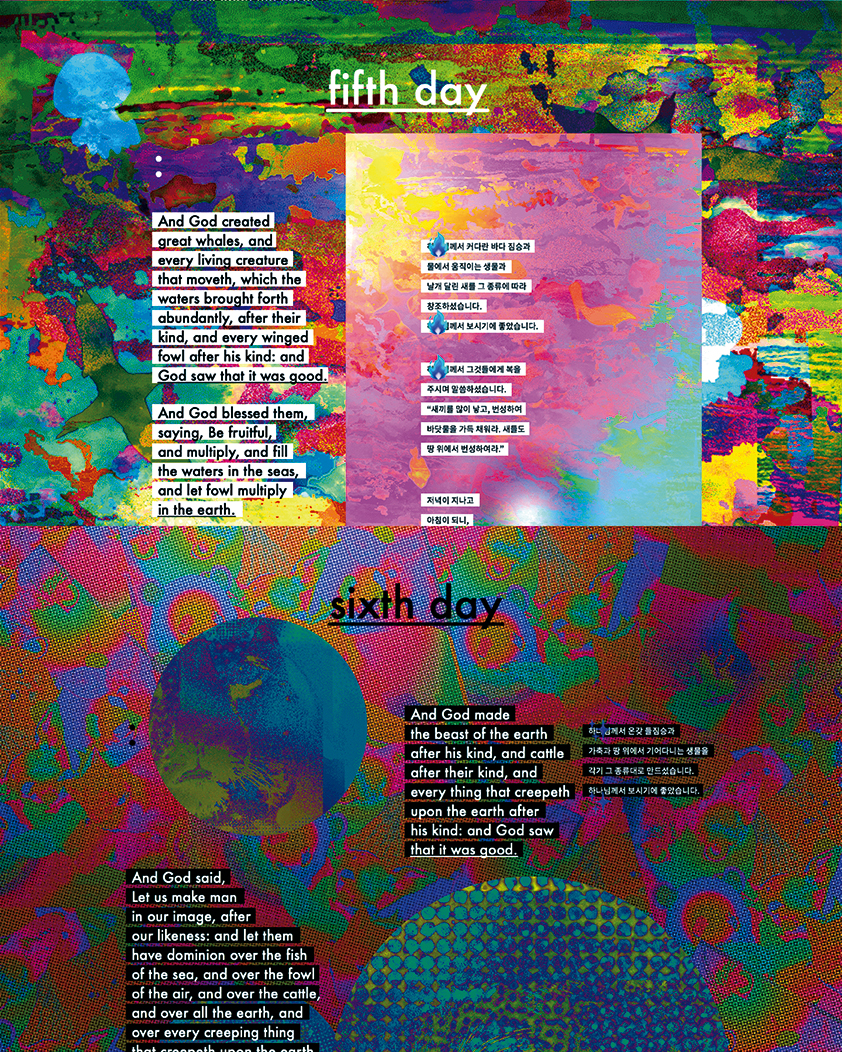 fifth day
And God created
great whales, and
every living creature
that moveth, which the
waters brought forth
abundantly, after their
kind, and every winged
fowl after his kind: and
God saw that it was good.
And God blessed them,
saying, Be fruitful,
and multiply, and fill
the waters in the seas,
and let fowl multiply
in the earth.
께서 커다란 바다 짐승과
물에서 움직이는 생물과
날개 달린 새를 그 종류에 따라
창조하셨습니다.
께서 보시기에 좋았습니다.
께서 그것들에게 복을
주시며 말씀하셨습니다.
“새끼를 많이 낳고, 번성하여
바닷물을 가득 채워라. 새들도
땅 위에서 번성하여라.”
저녁이 지나고
아침이 되니,
sixth day
And God made
the beast of the earth
after his kind, and cattle
after their kind, and
every thing that creepeth
upon the earth after
his kind: and God saw
that it was good.
하나님께서 온갖 들짐승과
가축과 땅 위에서 기어다니는 생물을
각기 그 종류대로 만드셨습니다.
하나님께서 보시기에 좋았습니다.
And God said,
Let us make man
in our image, after
our likeness: and let them
have dominion over the fish
of the sea, and over the fowl
of the air, and over the cattle,
and over all the earth, and
over every creeping thing
that creepeth upon the earth